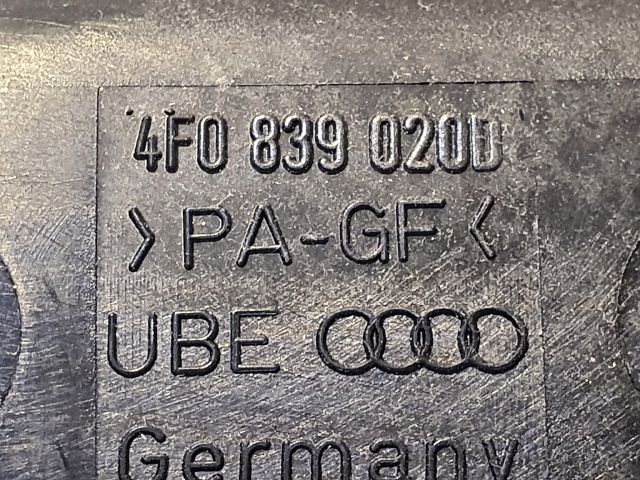 4F0 839 020D
>PA-GF<
UBE
Germany